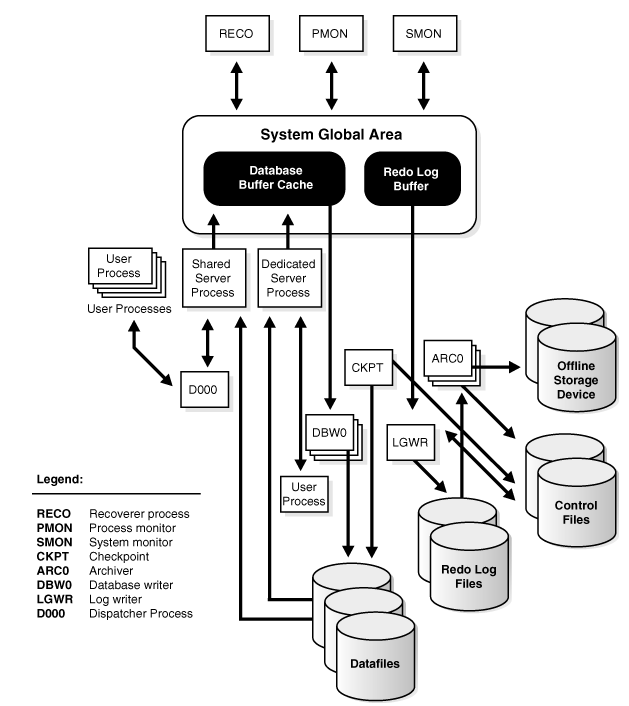 RECO
PMON
SMON
System Global Area
Database
Buffer Cache
Redo Log
Buffer
User
Process
User Processes
Shared
Server
Process
Dedicated
Server
Process
D000
CKPT
ARC0
Offline
Storage
Device
DBW0
LGWR
User
Process
Control
Files
Redo Log
Files
Datafiles
Legend:
RECO Recoverer process
PMON Process monitor
SMON System monitor
CKPT Checkpoint
ARC0 Archiver
DBW0 Database writer
LGWR Log writer
D000 Dispatcher Process